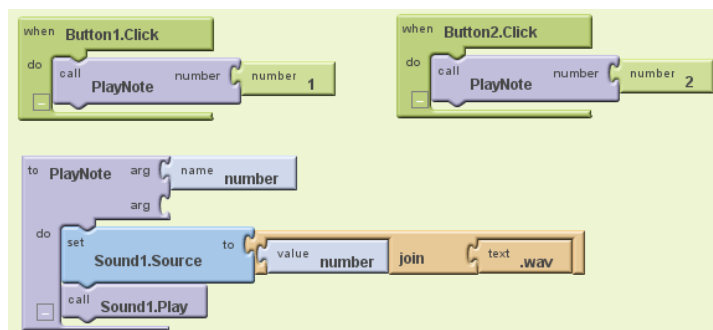 when Button1.Click
do call PlayNote number number 1
when Button2.Click
do call PlayNote number number 2
to PlayNote arg name number
arg
do set Sound1.Source to value number join text .wav
call Sound1.Play